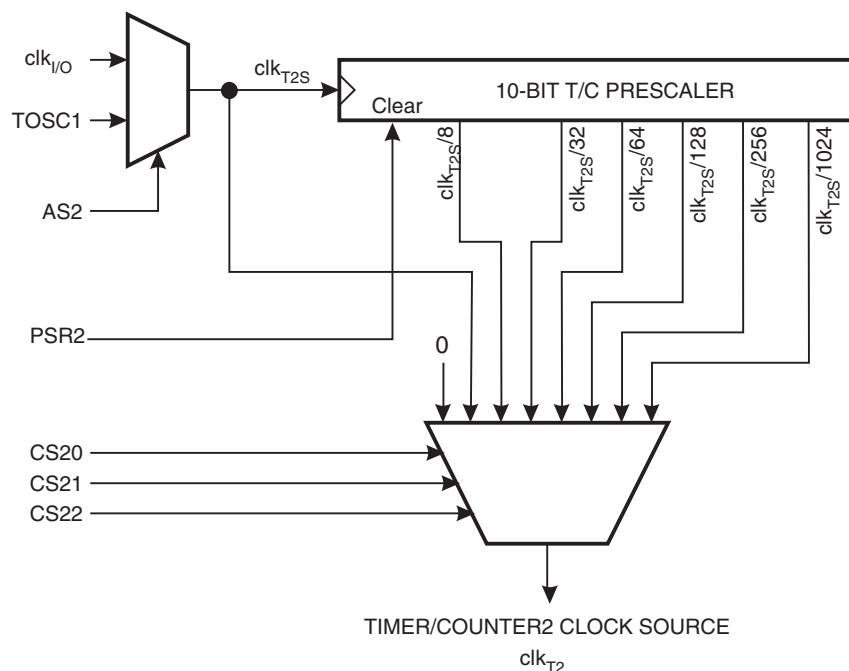 clkI/O
clkT2S
10-BIT T/C PRESCALER
TOSC1
Clear
clkT2S/8
clkT2S/32
clkT2S/64
clkT2S/128
clkT2S/256
clkT2S/1024
AS2
PSR2
0
CS20
CS21
CS22
TIMER/COUNTER2 CLOCK SOURCE
clkT2